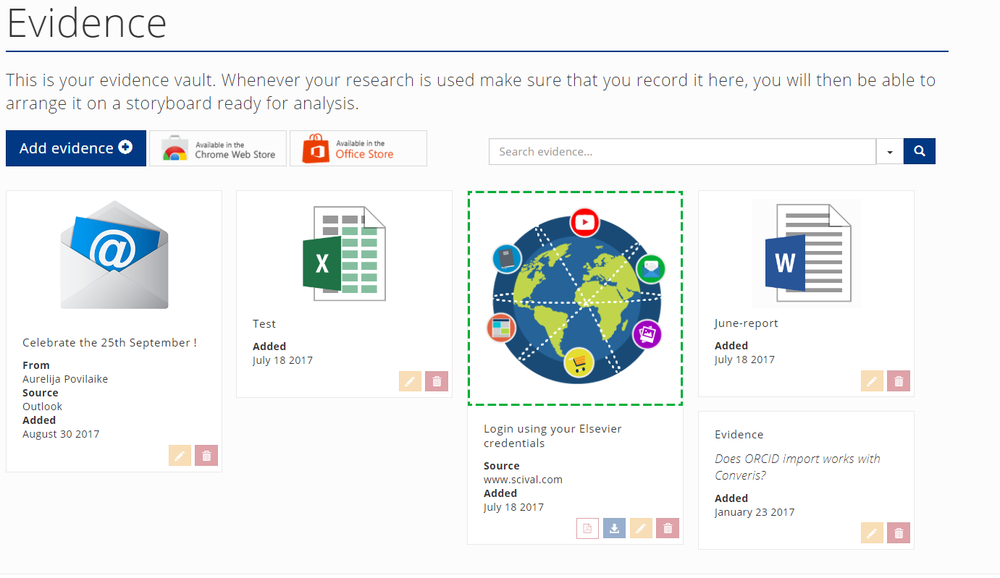 Evidence
This is your evidence vault. Whenever your research is used make sure that you record it here, you will then be able to
arrange it on a storyboard ready for analysis.
Add evidence
Available in the
Chrome Web Store
Available in the
Office Store
Search evidence...
@
Celebrate the 25th September !
From
Aurelija Povilaike
Source
Outlook
Added
August 30 2017
X
Test
Added
July 18 2017
Login using your Elsevier
credentials
Source
www.scival.com
Added
July 18 2017
W
June-report
Added
July 18 2017
Evidence
Does ORCID import works with
Converis?
Added
January 23 2017